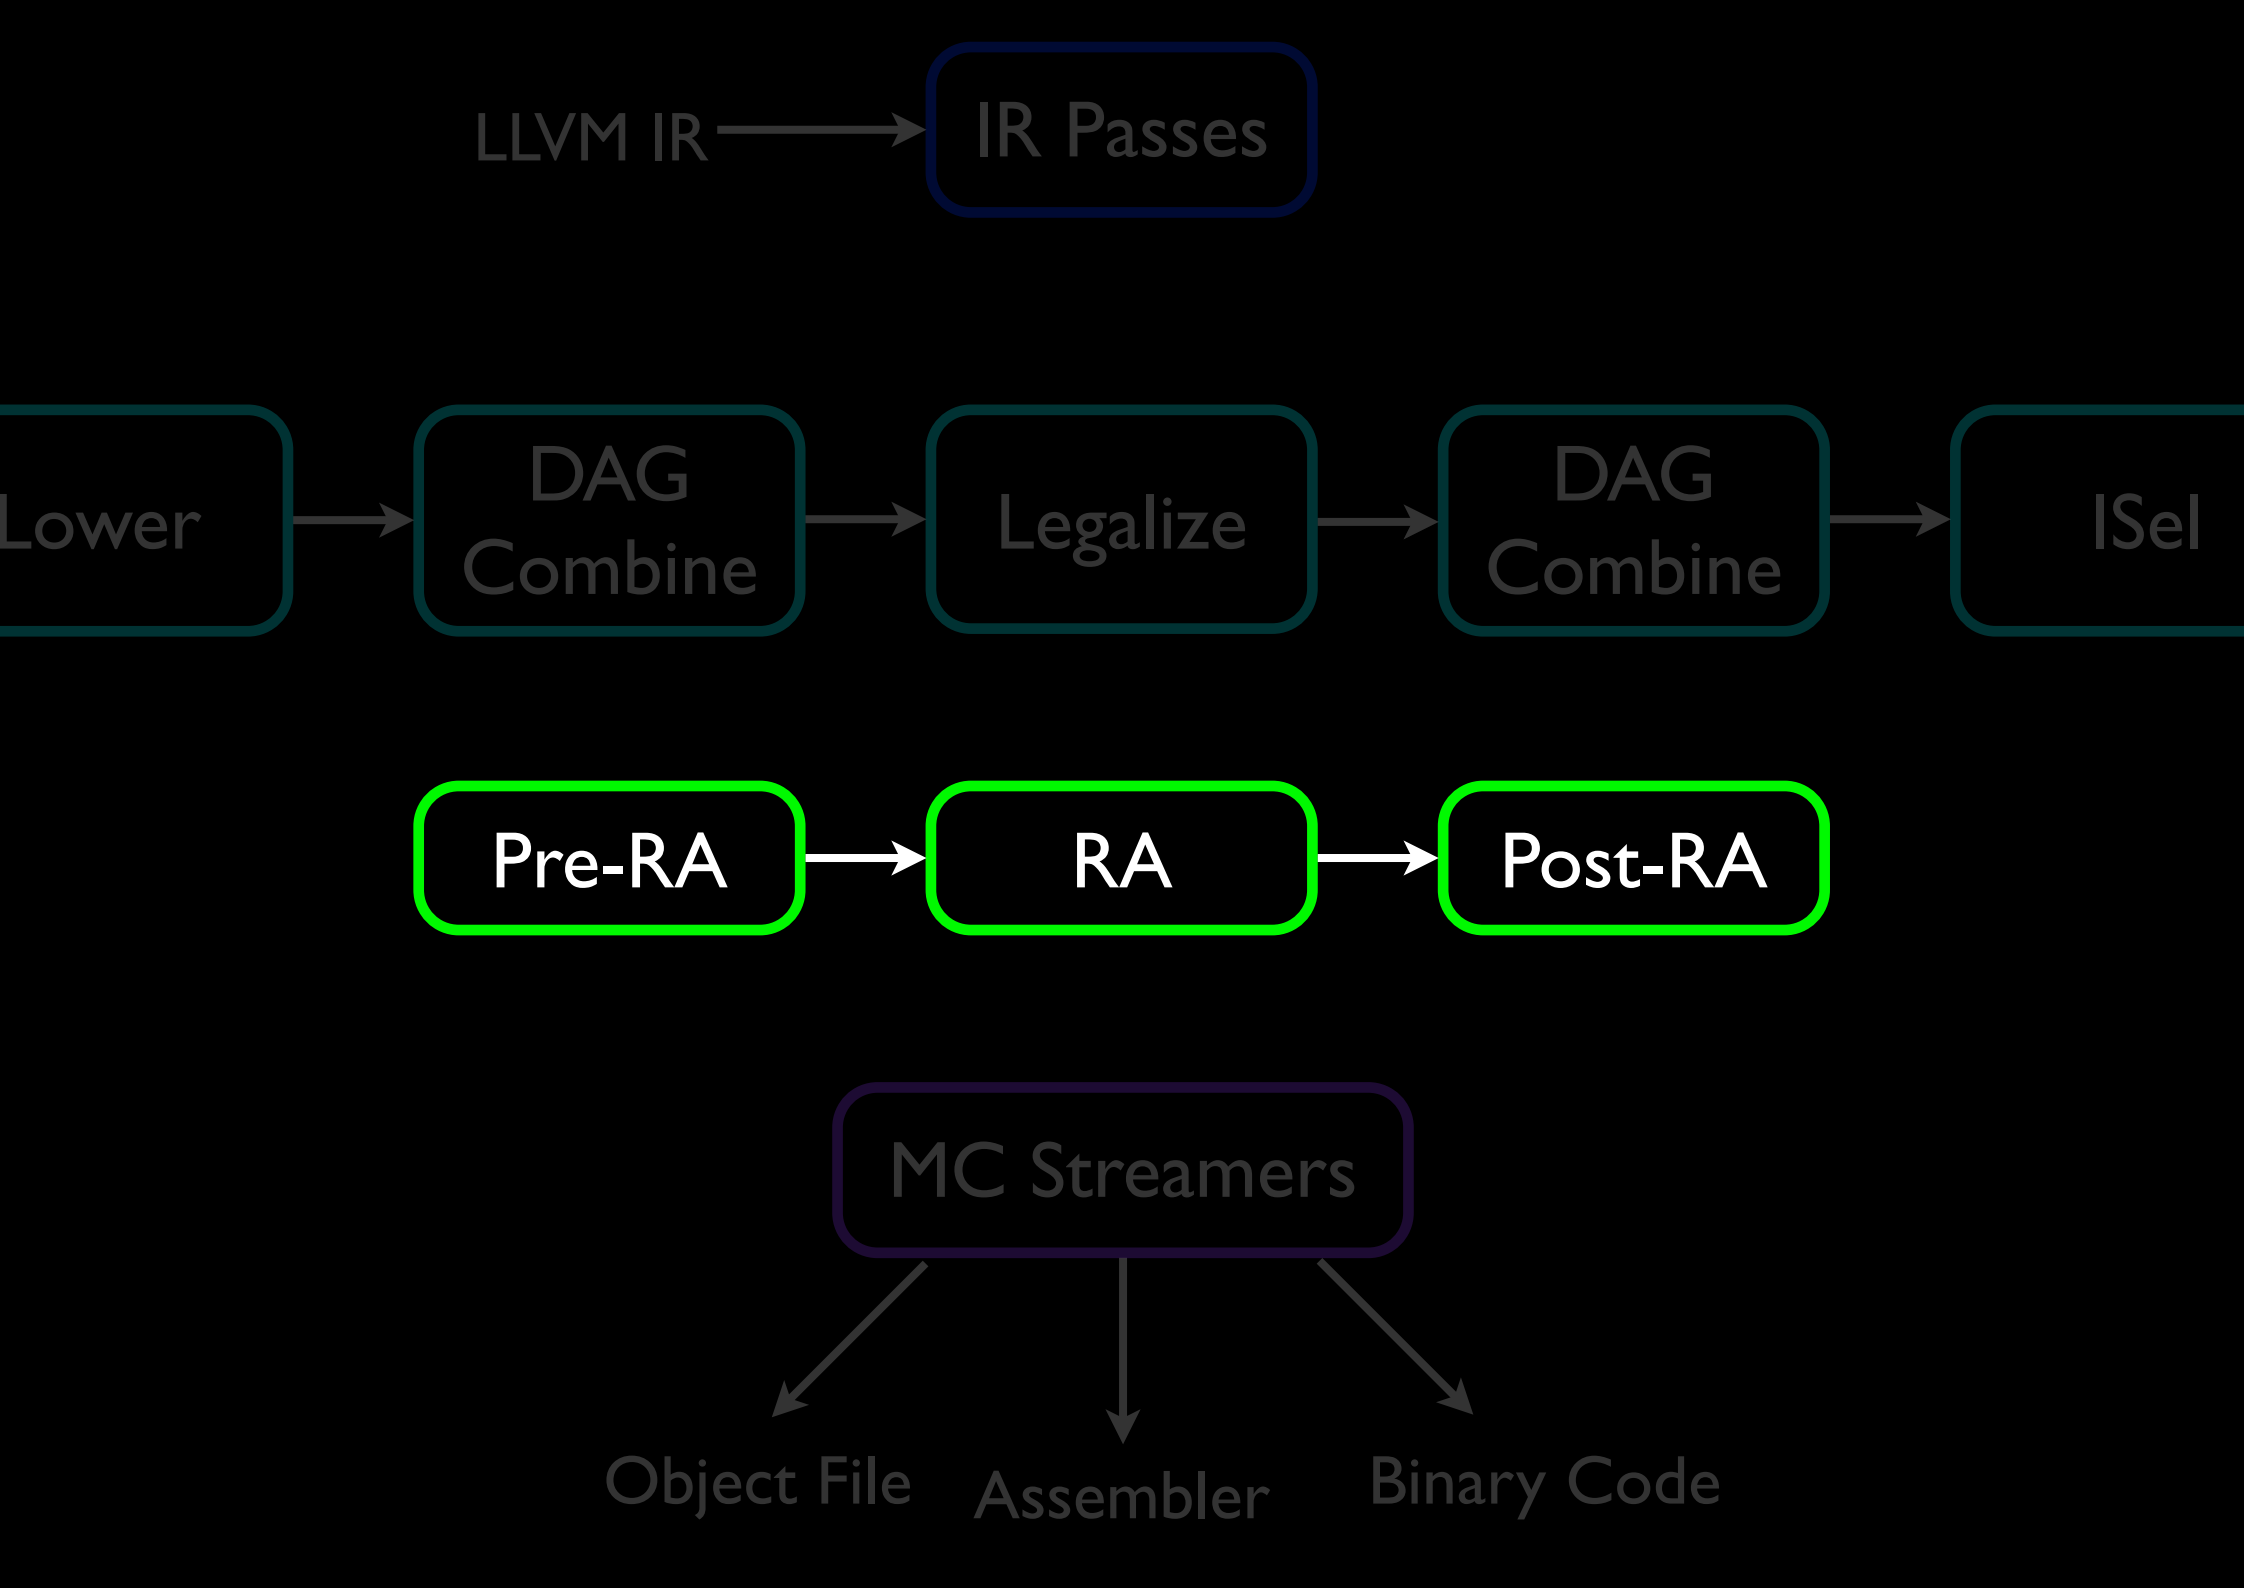 LLVM IR
IR Passes
Lower
DAG
Combine
Legalize
DAG
Combine
ISel
Pre-RA
RA
Post-RA
MC Streamers
Object File
Assembler
Binary Code